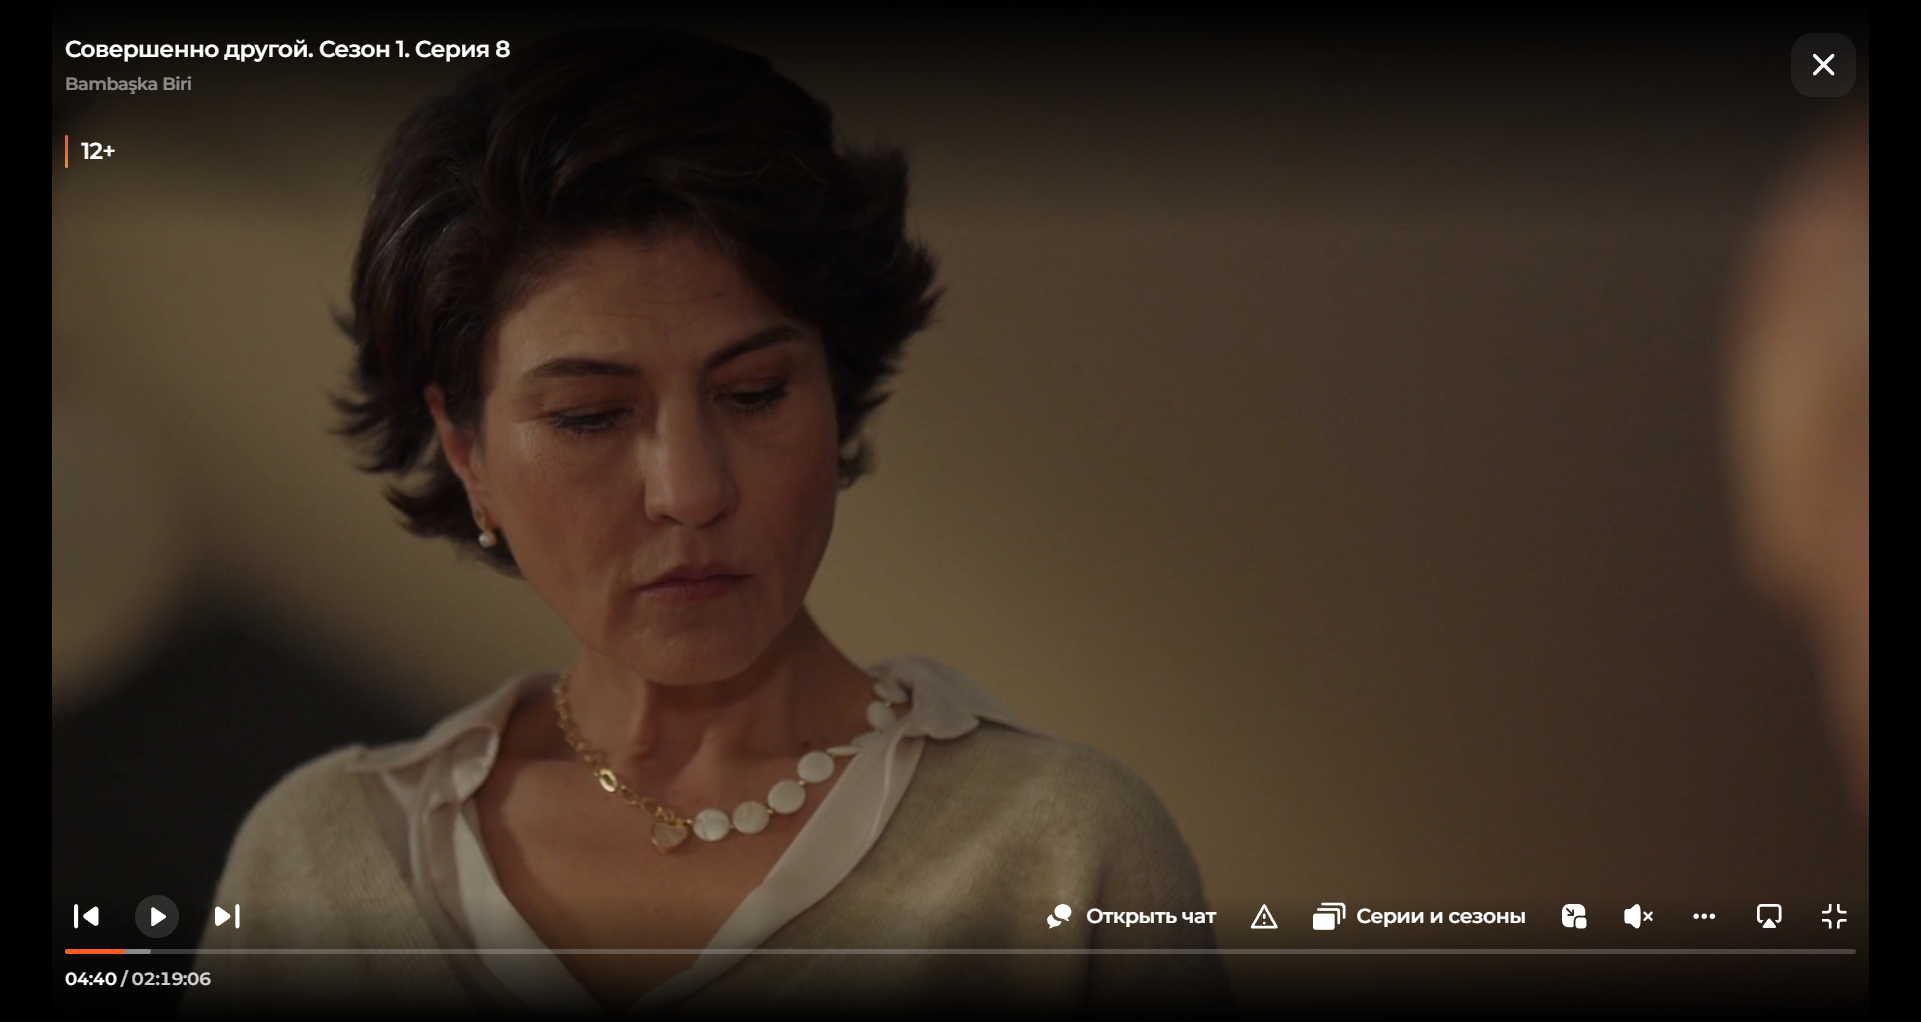 Совершенно другой. Сезон 1. Серия 8
Bambaşka Biri
12+
Открыть чат
Серии и сезоны
04:40 / 02:19:06